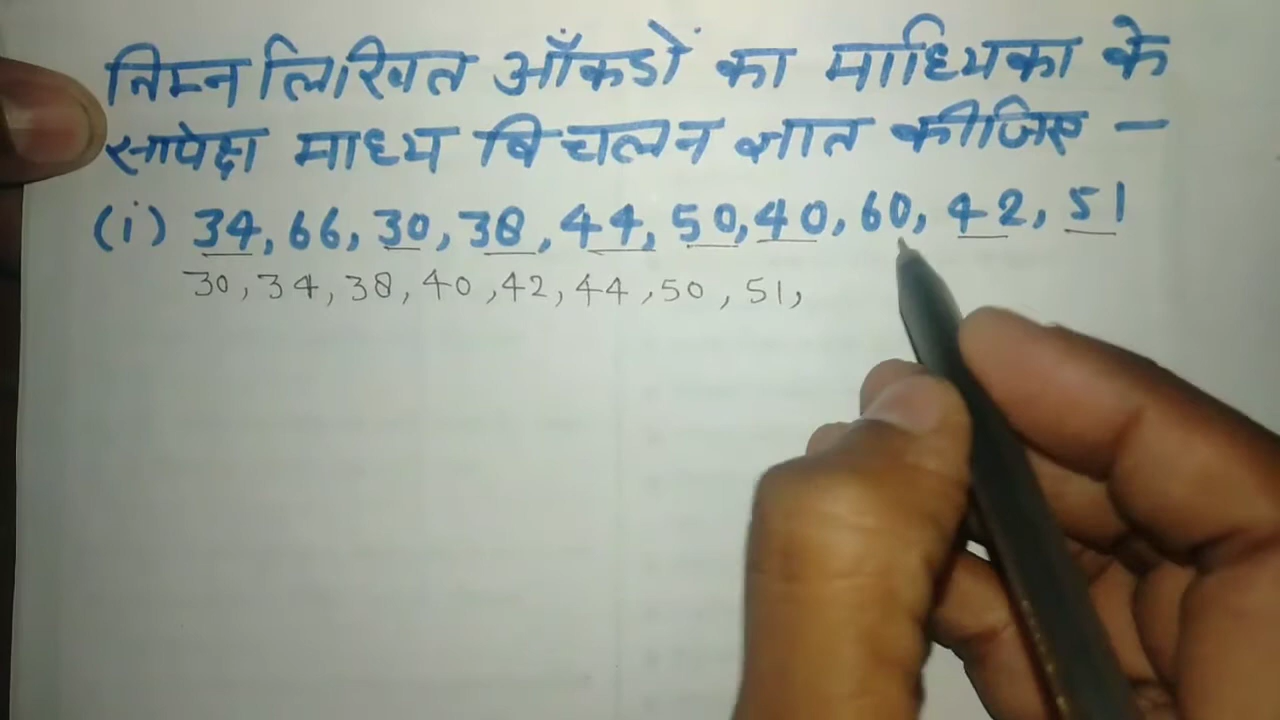 निम्न लिखित आँकडों का माध्यिका के
सापेक्ष माध्य बिचलन ज्ञात कीजिए –
(i) 34, 66, 30, 38, 44, 50, 40, 60, 42, 51
30, 34, 38, 40, 42, 44, 50, 51,